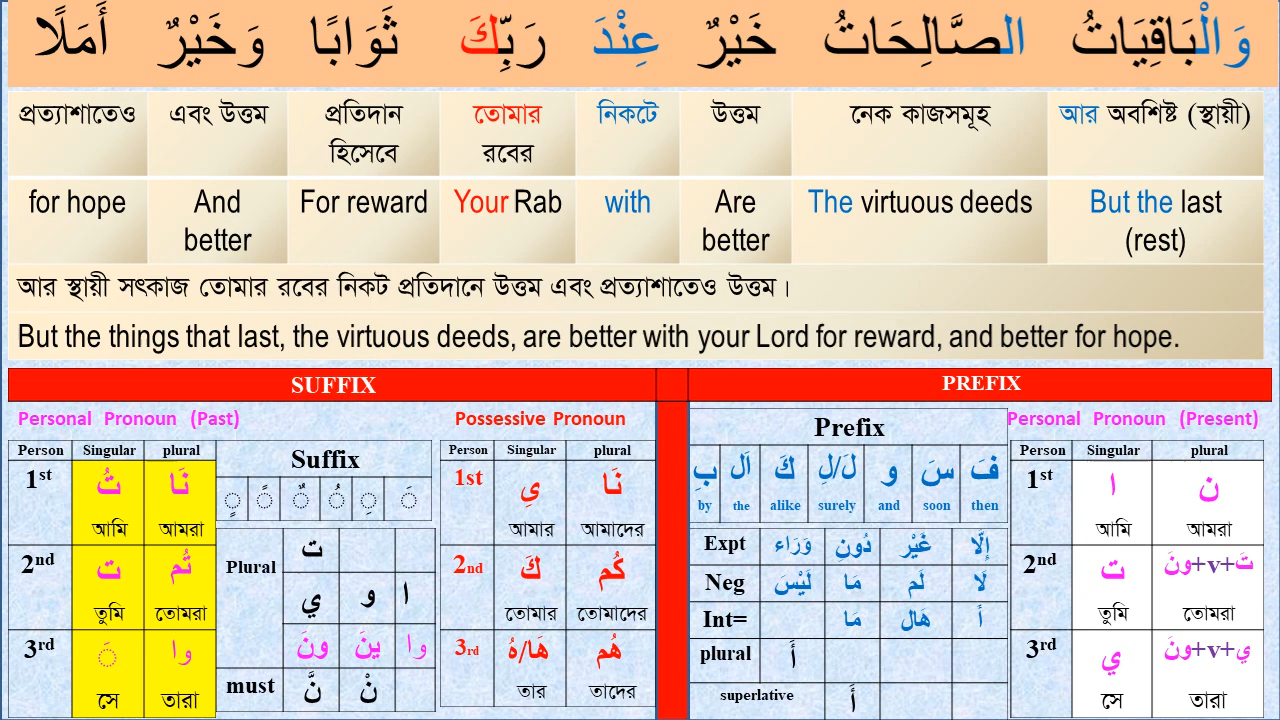 وَالْبَاقِيَاتُ الصَّالِحَاتُ خَيْرٌ عِنْدَ رَبِّكَ ثَوَابًا وَخَيْرٌ أَمَلًا
প্রত্যাশাতেও এবং উত্তম প্রতিদান হিসেবে তোমার রবের নিকটে উত্তম নেক কাজসমূহ আর অবশিষ্ট (স্থায়ী)
for hope And better For reward Your Rab with Are better The virtuous deeds But the last (rest)
আর স্থায়ী সৎকাজ তোমার রবের নিকট প্রতিদানে উত্তম এবং প্রত্যাশাতেও উত্তম।
But the things that last, the virtuous deeds, are better with your Lord for reward, and better for hope.
SUFFIX
Personal Pronoun (Past)
Person Singular plural
1st تُ نَا
আমি আমরা
2nd ت تُم
তুমি তোমরা
3rd َ وا
সে তারা
Suffix
ٍ ً ٌ ُ ِ َ
Plural ت
ي و ا
ونَ ينَ وا
must نَّ نْ
Possessive Pronoun
Person Singular plural
1st ي نَا
আমার আমাদের
2nd كَ كُم
তোমার তোমাদের
3rd هَا/هُ هُم
তার তাদের
PREFIX
Prefix
بِ اَل كَ لَ/لِ و سَ فَ
by the alike surely and soon then
Expt وَرَاء دُونِ غَيْر إِلَّا
Neg لَيْسَ مَا لَم لَا
Int= مَا هَال أَ
plural أَ
superlative أَ
Personal Pronoun (Present)
Person Singular plural
1st ا ن
আমি আমরা
2nd ت تَ+v+ونَ
তুমি তোমরা
3rd ي ي+v+ونَ
সে তারা